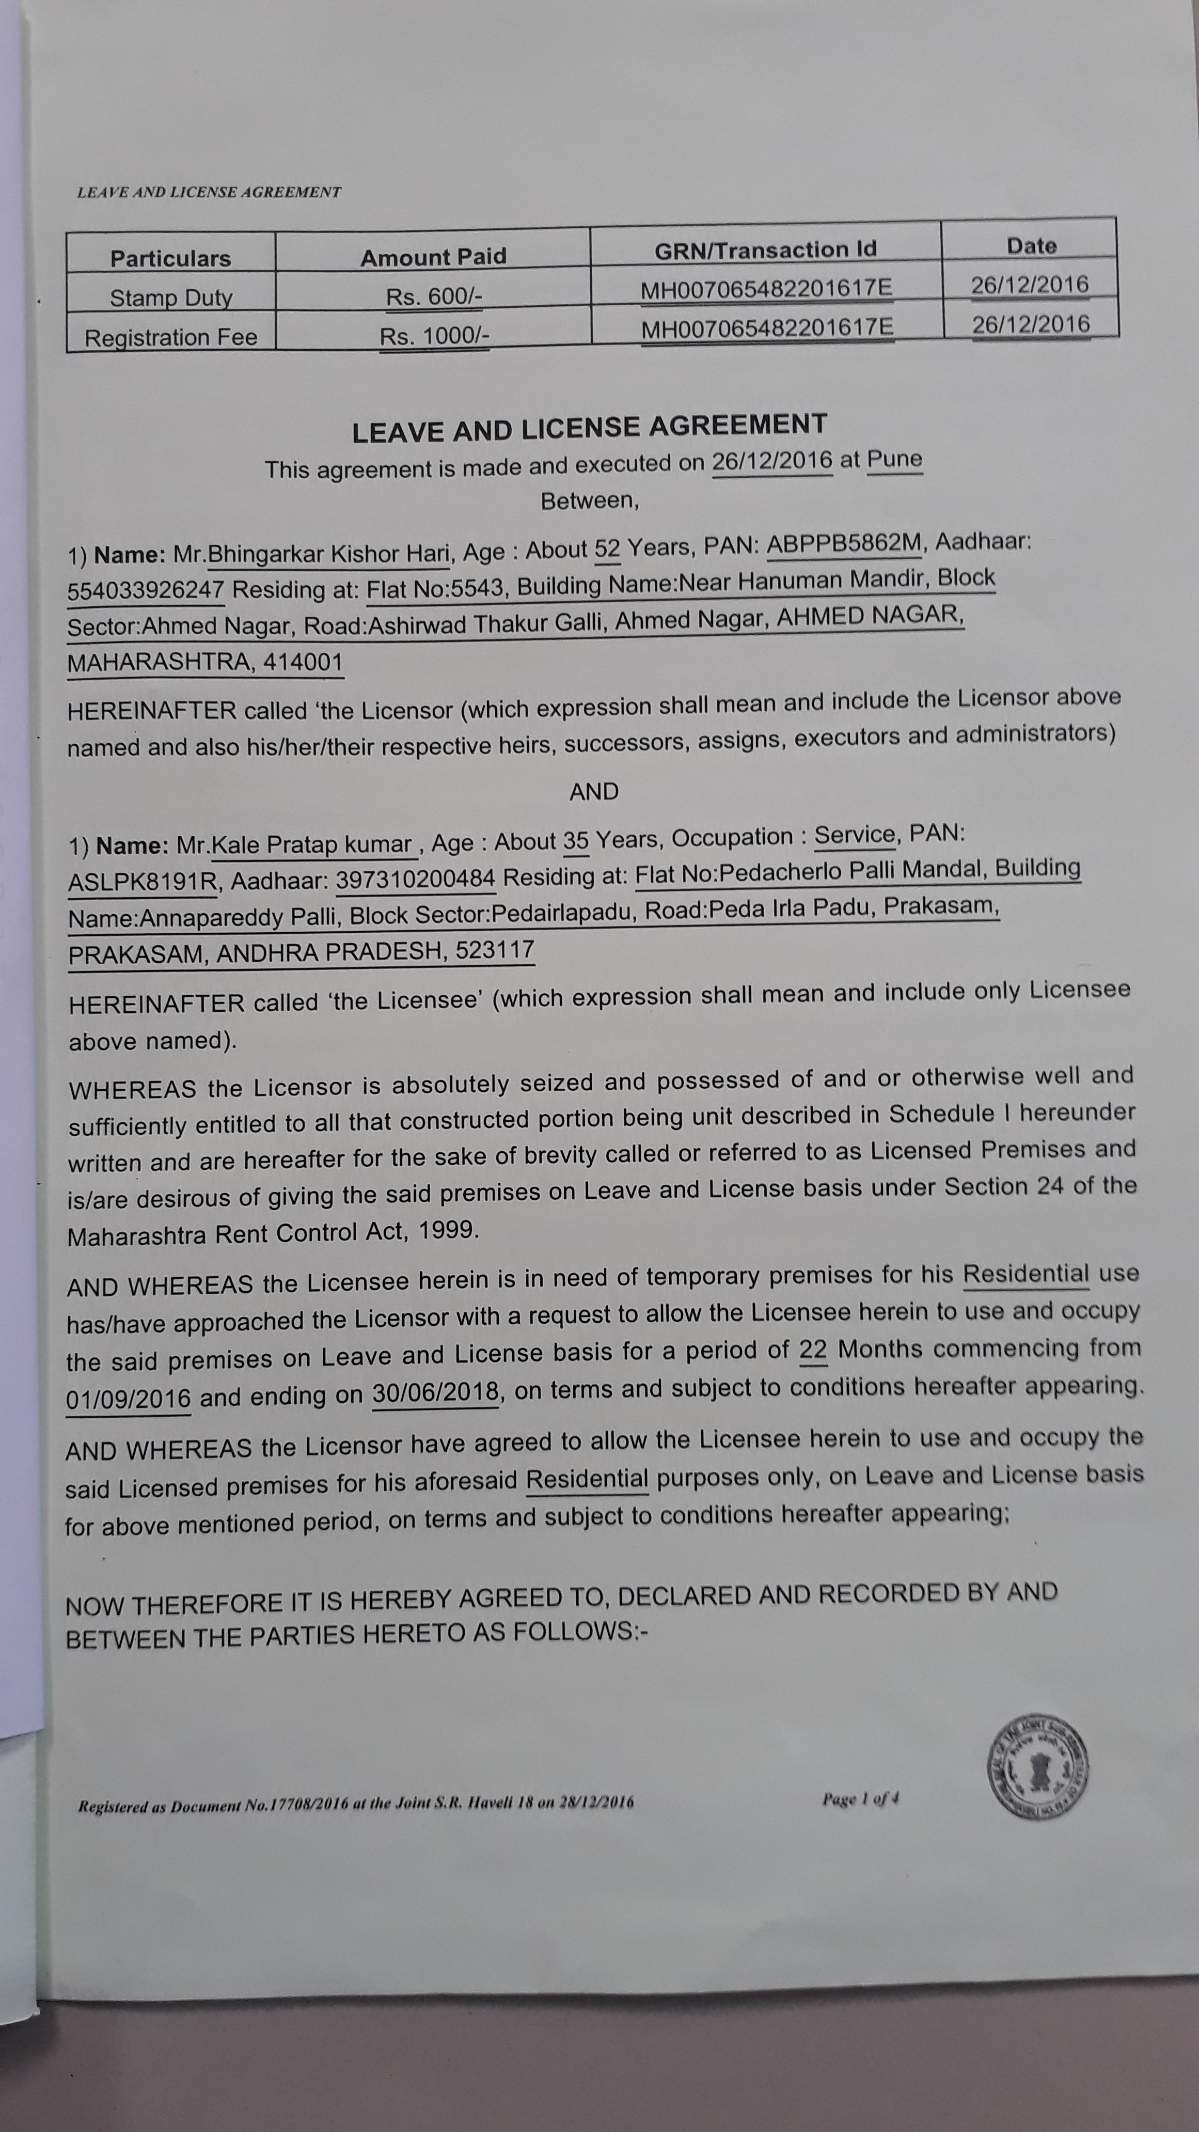 LEAVE AND LICENSE AGREEMENT
Particulars Amount Paid GRN/Transaction Id Date
Stamp Duty Rs. 600/- MH007065482201617E 26/12/2016
Registration Fee Rs. 1000/- MH007065482201617E 26/12/2016
LEAVE AND LICENSE AGREEMENT
This agreement is made and executed on 26/12/2016 at Pune
Between,
1) Name: Mr.Bhingarkar Kishor Hari, Age : About 52 Years, PAN: ABPPB5862M, Aadhaar:
554033926247 Residing at: Flat No:5543, Building Name:Near Hanuman Mandir, Block
Sector:Ahmed Nagar, Road:Ashirwad Thakur Galli, Ahmed Nagar, AHMED NAGAR,
MAHARASHTRA, 414001
HEREINAFTER called ‘the Licensor (which expression shall mean and include the Licensor above
named and also his/her/their respective heirs, successors, assigns, executors and administrators)
AND
1) Name: Mr.Kale Pratap kumar , Age : About 35 Years, Occupation : Service, PAN:
ASLPK8191R, Aadhaar: 397310200484 Residing at: Flat No:Pedacherlo Palli Mandal, Building
Name:Annapareddy Palli, Block Sector:Pedairlapadu, Road:Peda Irla Padu, Prakasam,
PRAKASAM, ANDHRA PRADESH, 523117
HEREINAFTER called ‘the Licensee’ (which expression shall mean and include only Licensee
above named).
WHEREAS the Licensor is absolutely seized and possessed of and or otherwise well and
sufficiently entitled to all that constructed portion being unit described in Schedule I hereunder
written and are hereafter for the sake of brevity called or referred to as Licensed Premises and
is/are desirous of giving the said premises on Leave and License basis under Section 24 of the
Maharashtra Rent Control Act, 1999.
AND WHEREAS the Licensee herein is in need of temporary premises for his Residential use
has/have approached the Licensor with a request to allow the Licensee herein to use and occupy
the said premises on Leave and License basis for a period of 22 Months commencing from
01/09/2016 and ending on 30/06/2018, on terms and subject to conditions hereafter appearing.
AND WHEREAS the Licensor have agreed to allow the Licensee herein to use and occupy the
said Licensed premises for his aforesaid Residential purposes only, on Leave and License basis
for above mentioned period, on terms and subject to conditions hereafter appearing;
NOW THEREFORE IT IS HEREBY AGREED TO, DECLARED AND RECORDED BY AND
BETWEEN THE PARTIES HERETO AS FOLLOWS:-
Registered as Document No.17708/2016 at the Joint S.R. Haveli 18 on 28/12/2016 Page 1 of 4